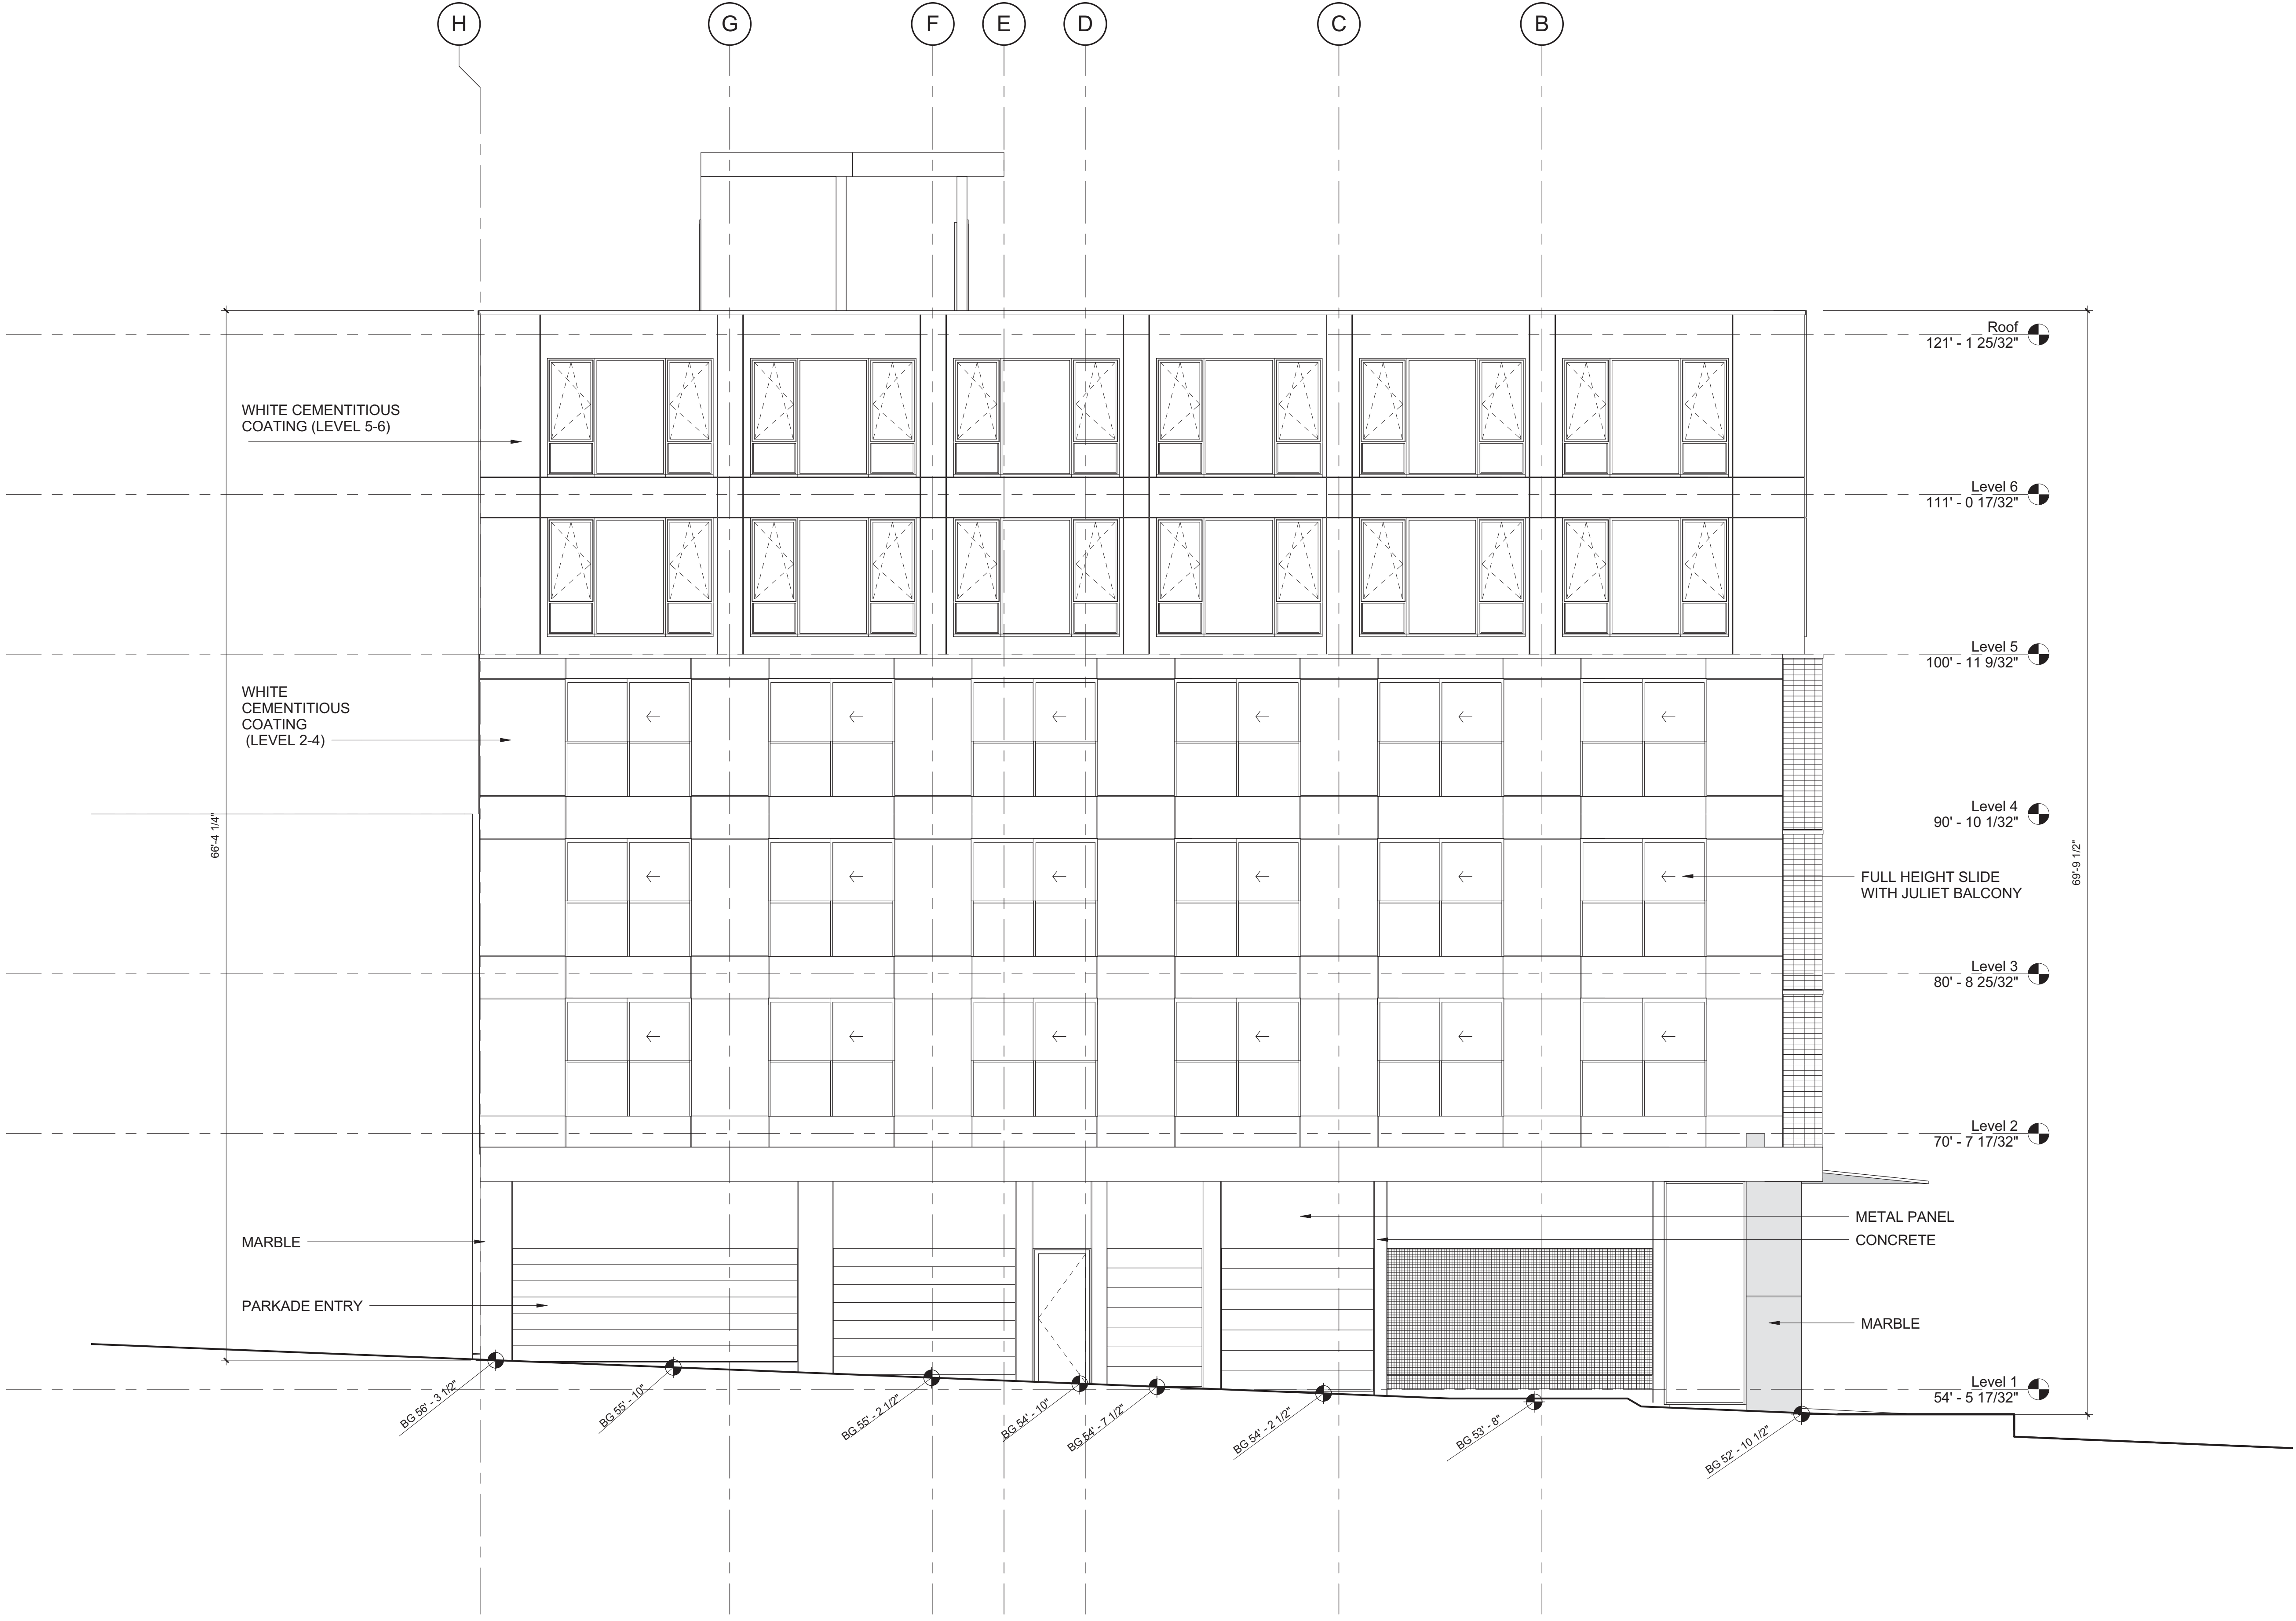 H
G
F
E
D
C
B
Roof
121' - 1 25/32"
WHITE CEMENTITIOUS
COATING (LEVEL 5-6)
Level 6
111' - 0 17/32"
Level 5
100' - 11 9/32"
WHITE
CEMENTITIOUS
COATING
(LEVEL 2-4)
Level 4
90' - 10 1/32"
66'-4 1/4"
69'-9 1/2"
FULL HEIGHT SLIDE
WITH JULIET BALCONY
Level 3
80' - 8 25/32"
Level 2
70' - 7 17/32"
METAL PANEL
MARBLE
CONCRETE
PARKADE ENTRY
MARBLE
Level 1
54' - 5 17/32"
BG 56' - 3 1/2"
BG 55' - 10"
BG 55' - 2 1/2"
BG 54' - 10"
BG 54' - 7 1/2"
BG 54' - 2 1/2"
BG 53' - 8"
BG 52' - 10 1/2"